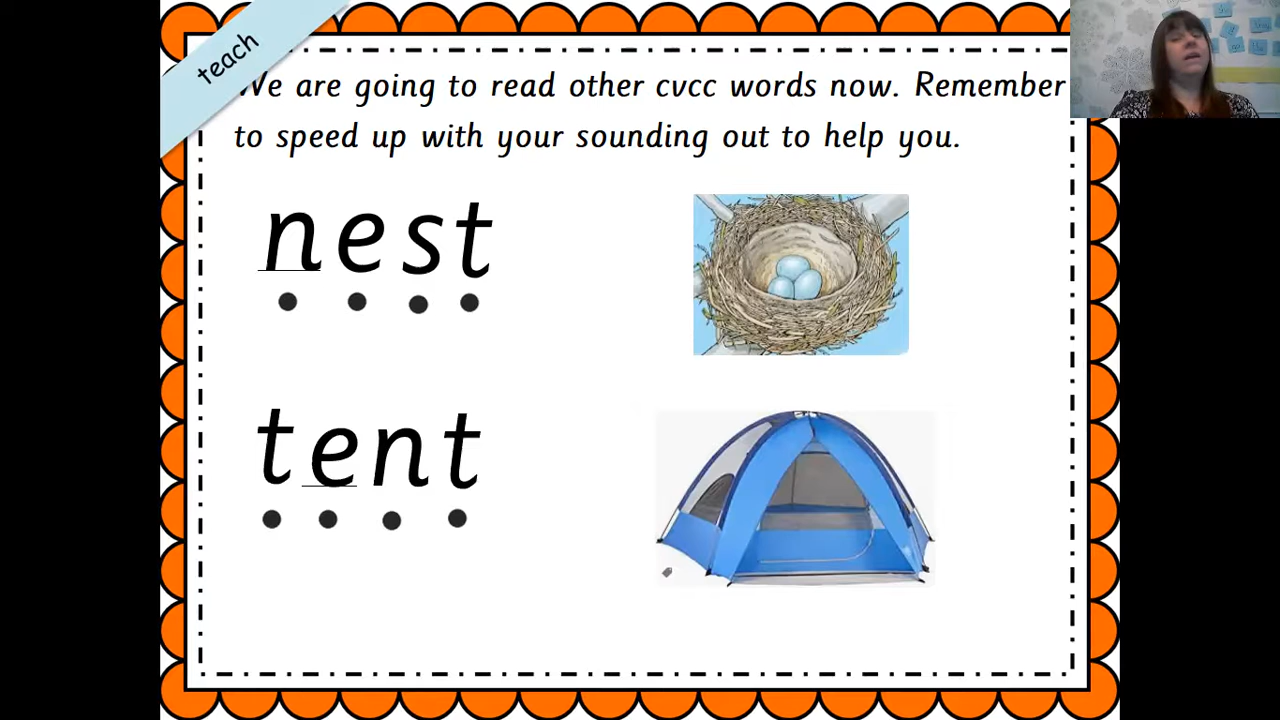 teach
We are going to read other cvcc words now. Remember
to speed up with your sounding out to help you.
nest
tent